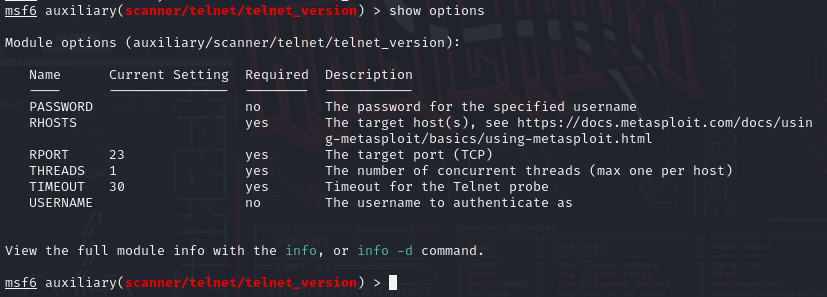 msf6 auxiliary(scanner/telnet/telnet_version) > show options
Module options (auxiliary/scanner/telnet/telnet_version):
Name Current Setting Required Description
---- --------------- -------- -----------
PASSWORD no The password for the specified username
RHOSTS yes The target host(s), see https://docs.metasploit.com/docs/usin
g-metasploit/basics/using-metasploit.html
RPORT 23 yes The target port (TCP)
THREADS 1 yes The number of concurrent threads (max one per host)
TIMEOUT 30 yes Timeout for the Telnet probe
USERNAME no The username to authenticate as
View the full module info with the info, or info -d command.
msf6 auxiliary(scanner/telnet/telnet_version) >